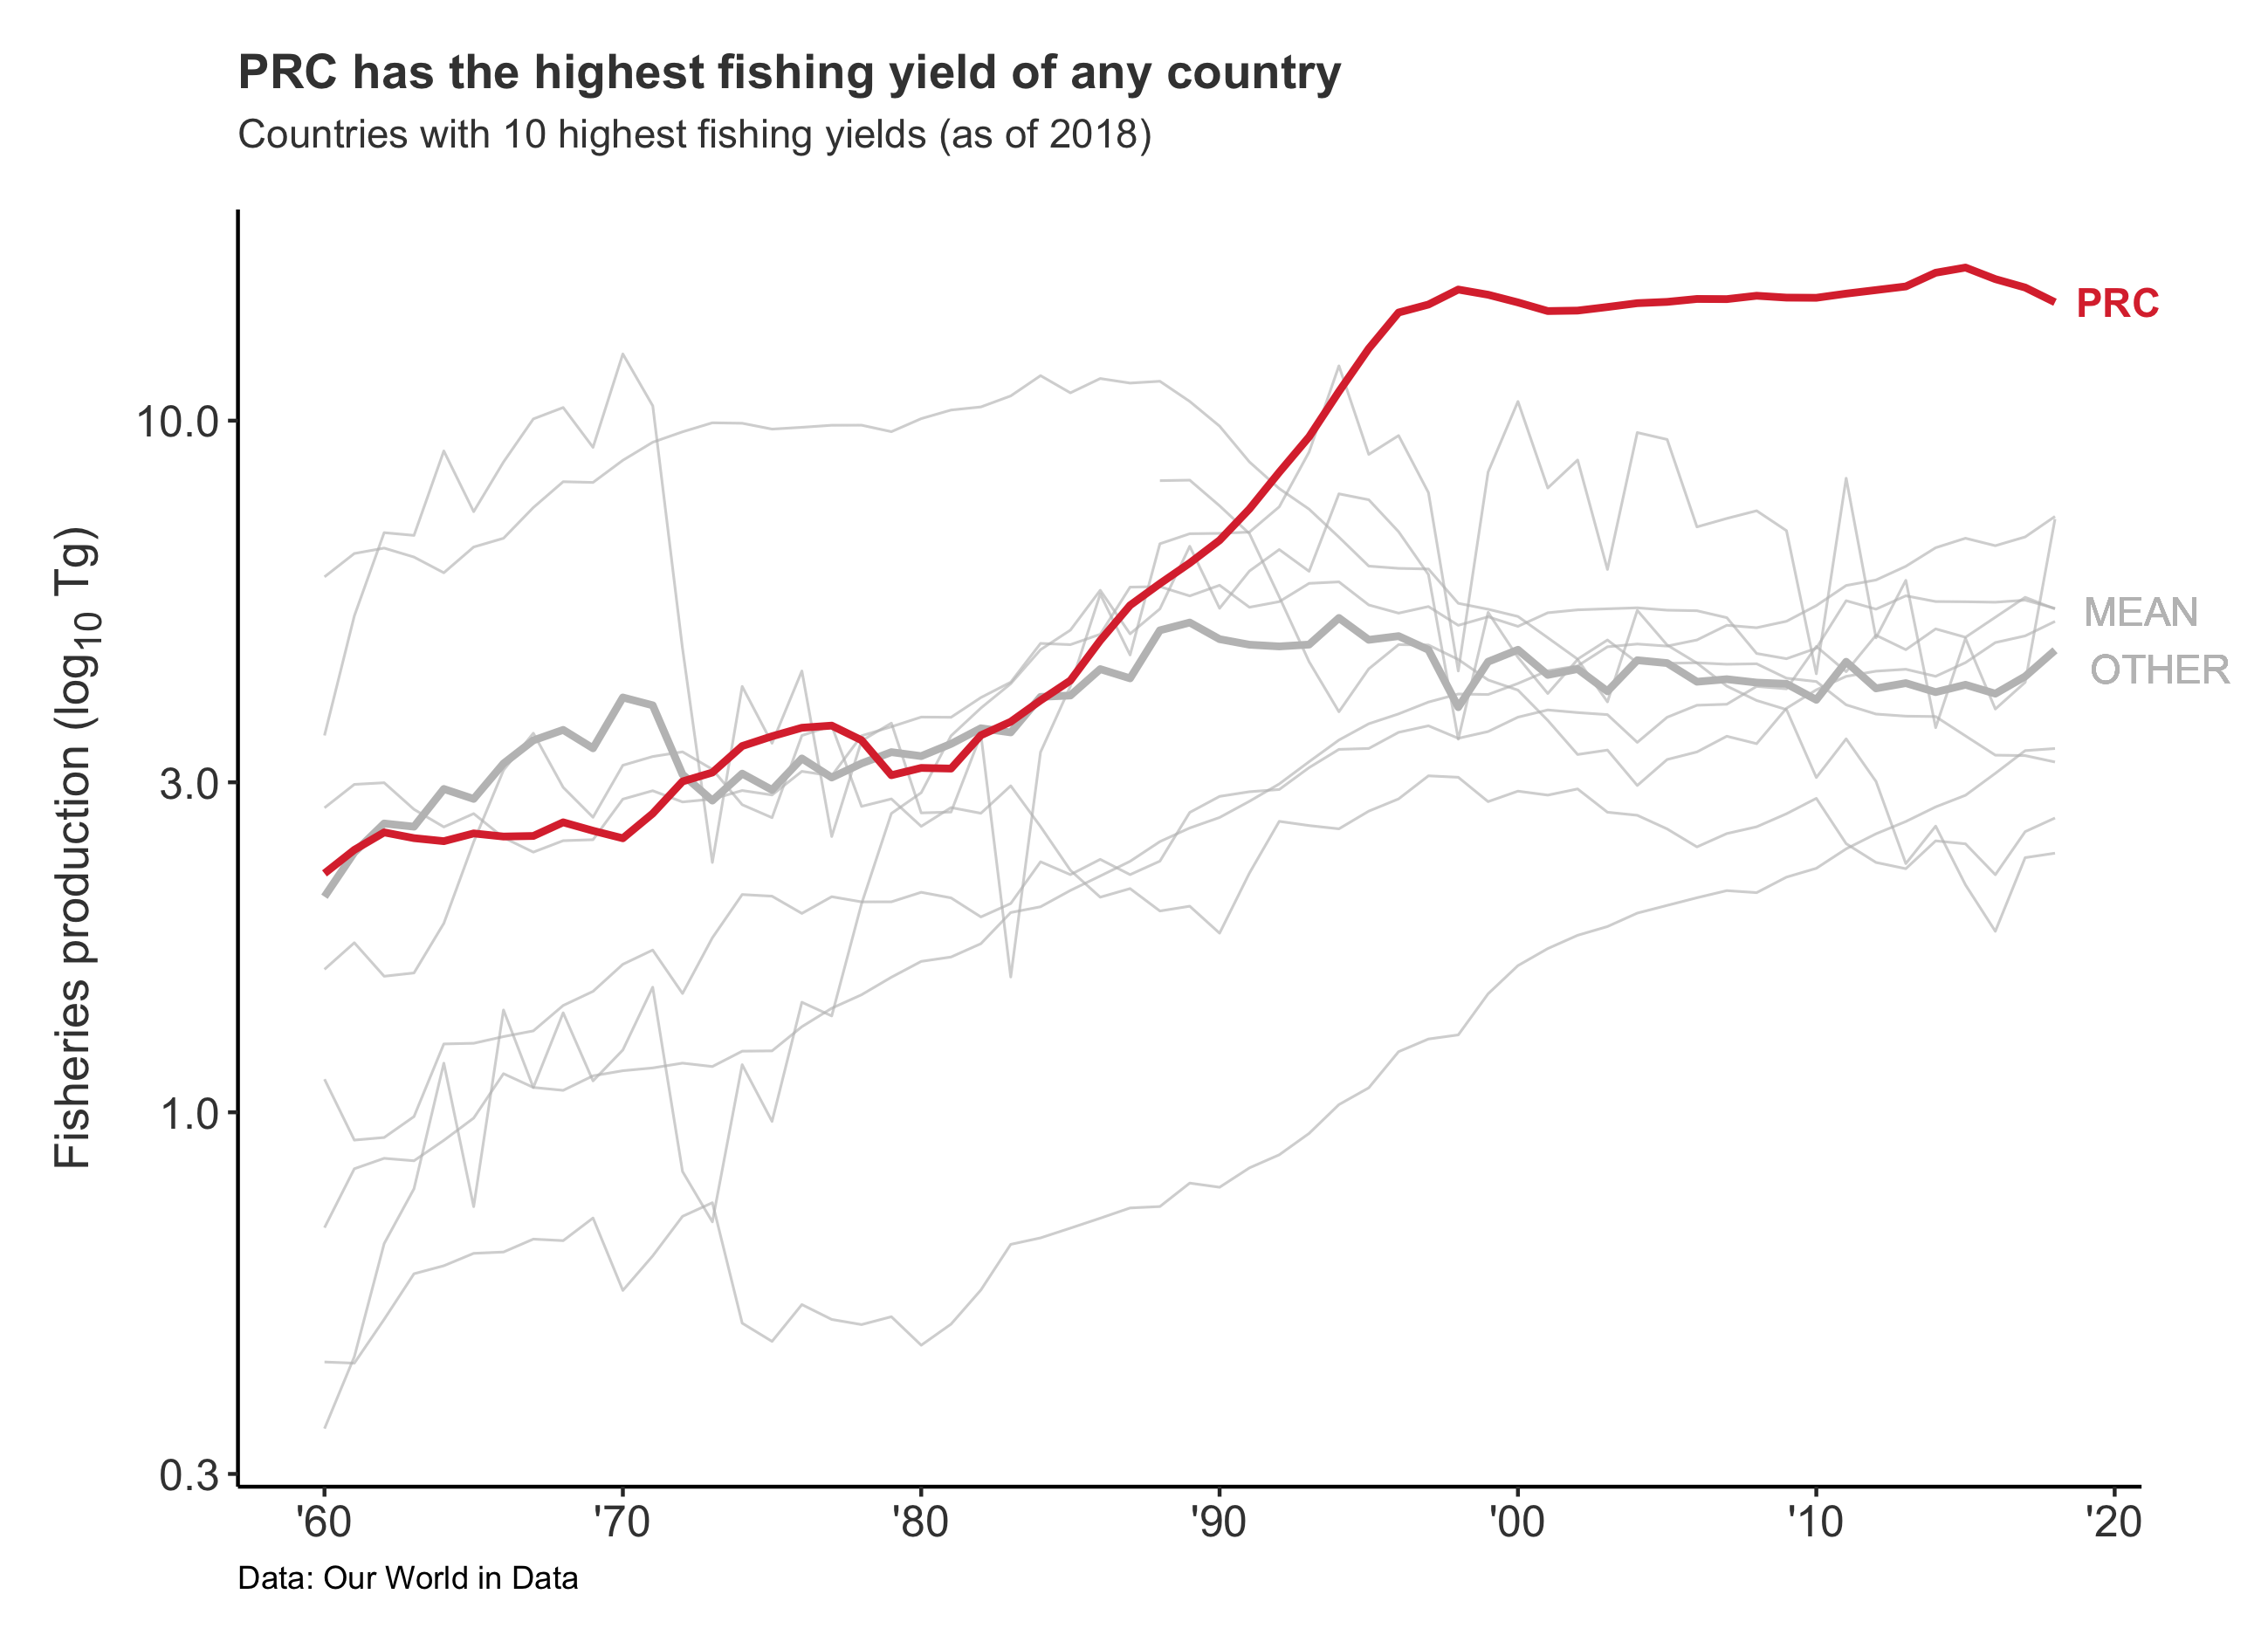 PRC has the highest fishing yield of any country
Countries with 10 highest fishing yields (as of 2018)
Fisheries production (log₁₀ Tg)
10.0
3.0
1.0
0.3
PRC
MEAN
OTHER
'60 '70 '80 '90 '00 '10 '20
Data: Our World in Data